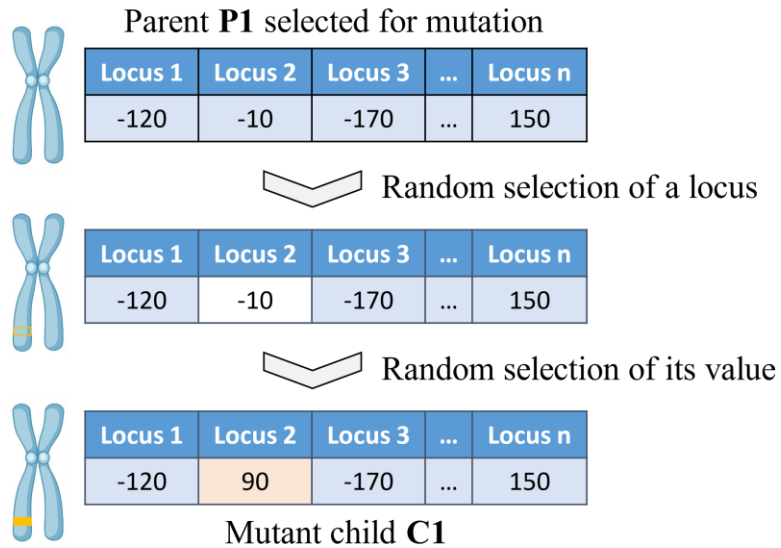 Parent P1 selected for mutation
Locus 1 Locus 2 Locus 3 ... Locus n
-120 -10 -170 ... 150
Random selection of a locus
Locus 1 Locus 2 Locus 3 ... Locus n
-120 -10 -170 ... 150
Random selection of its value
Locus 1 Locus 2 Locus 3 ... Locus n
-120 90 -170 ... 150
Mutant child C1